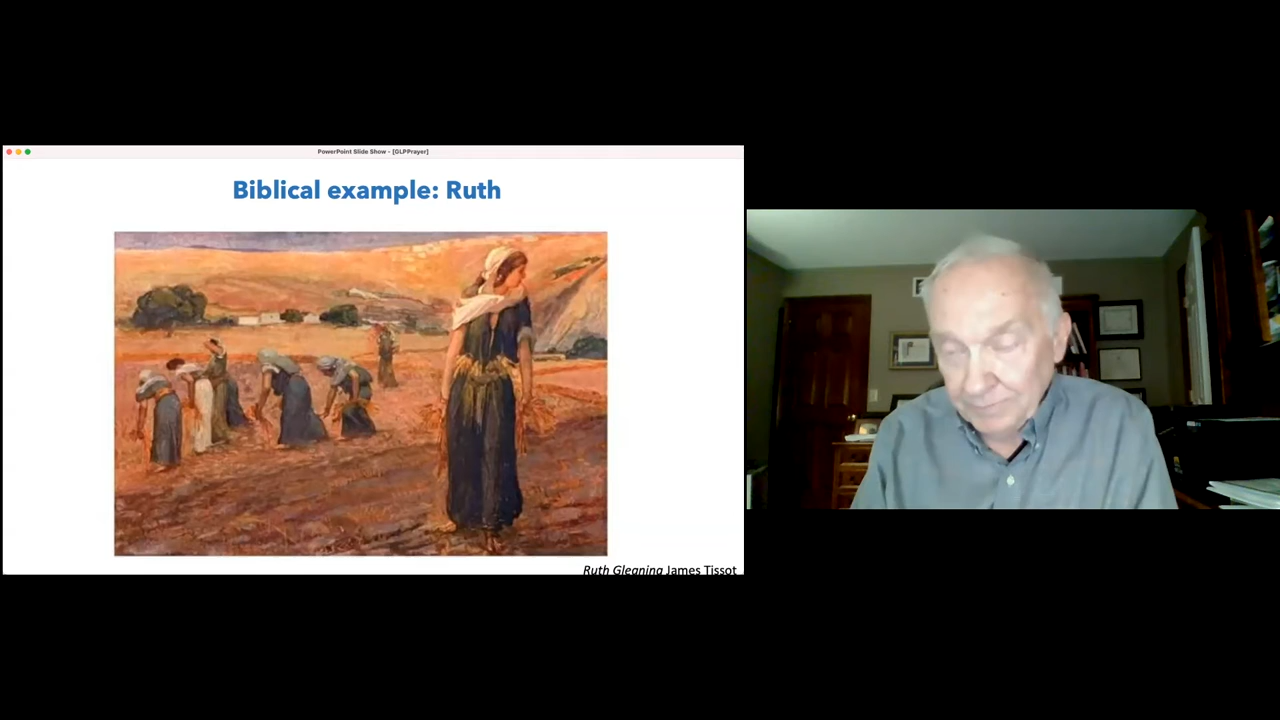 PowerPoint Slide Show - [GLPPrayer]
Biblical example: Ruth
Ruth Gleaning James Tissot